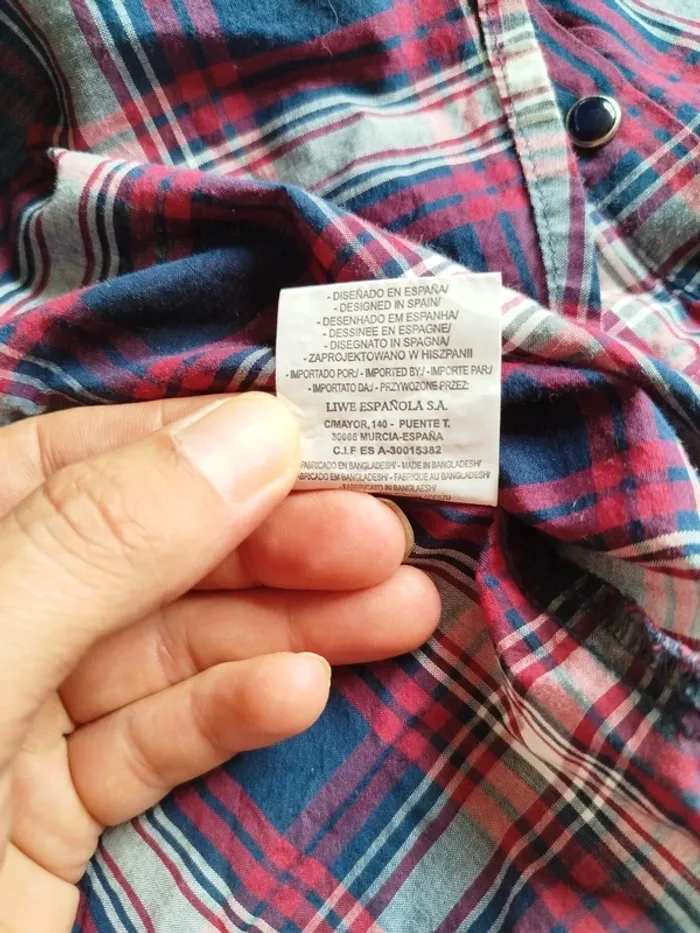 - DISEÑADO EN ESPAÑA/
- DESIGNED IN SPAIN/
- DESENHADO EM ESPANHA/
- DESSINEE EN ESPAGNE/
- DISEGNATO IN SPAGNA/
- ZAPROJEKTOWANO W HISZPANII
- IMPORTADO POR:/ - IMPORTED BY:/ - IMPORTE PAR:/
- IMPORTATO DA:/ - PRZYWOZONE PRZEZ:
LIWE ESPAÑOLA S.A.
C/MAYOR, 140 - PUENTE T.
30006 MURCIA-ESPAÑA
C.I.F ES A-30015382
FABRICADO EN BANGLADESH/ - MADE IN BANGLADESH/
ABRICADO EM BANGLADESH/ - FABRIQUE AU BANGLADESH/